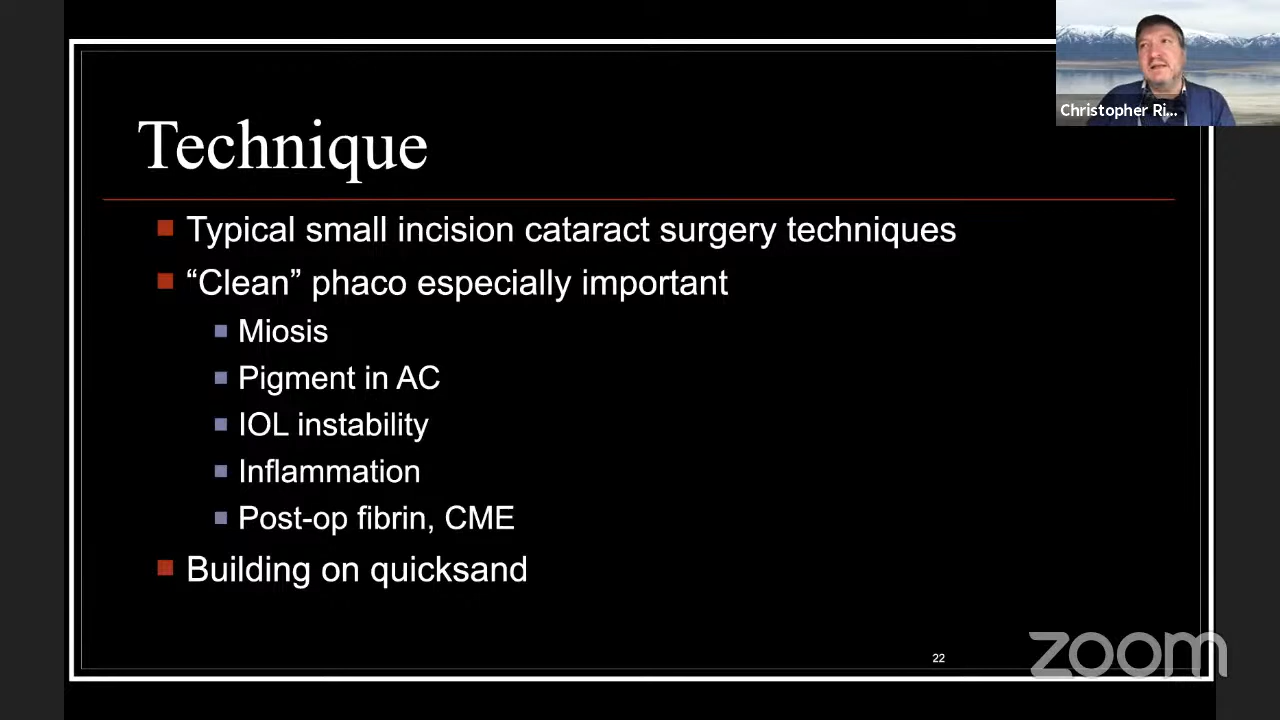 Christopher Ri...
Technique
Typical small incision cataract surgery techniques
“Clean” phaco especially important
Miosis
Pigment in AC
IOL instability
Inflammation
Post-op fibrin, CME
Building on quicksand
22
zoom